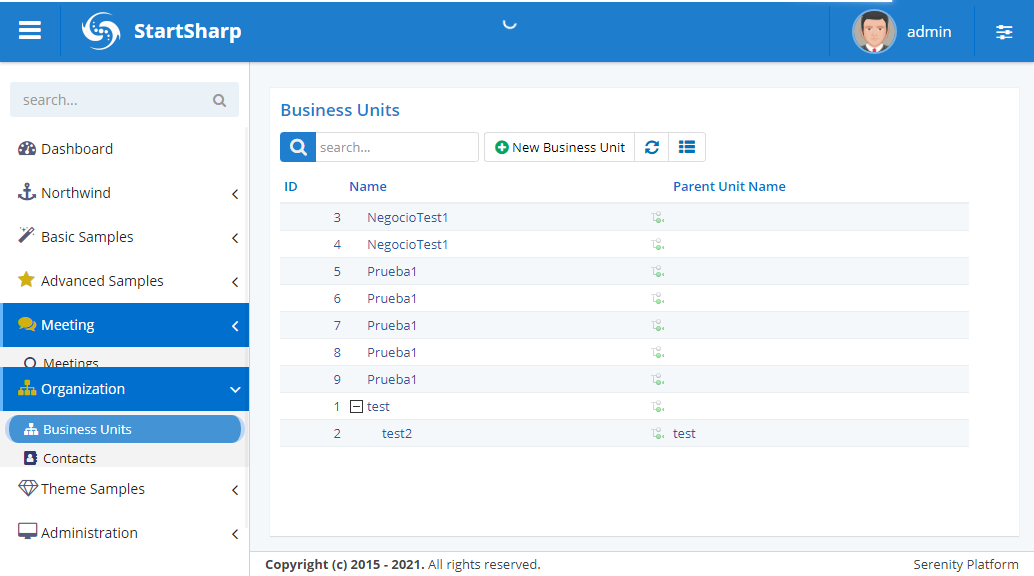 StartSharp
admin
search...
Dashboard
Northwind
Basic Samples
Advanced Samples
Meeting
Meetings
Organization
Business Units
Contacts
Theme Samples
Administration
Business Units
search...
New Business Unit
ID Name Parent Unit Name
3 NegocioTest1
4 NegocioTest1
5 Prueba1
6 Prueba1
7 Prueba1
8 Prueba1
9 Prueba1
1 test
2 test2 test
Copyright (c) 2015 - 2021. All rights reserved.
Serenity Platform